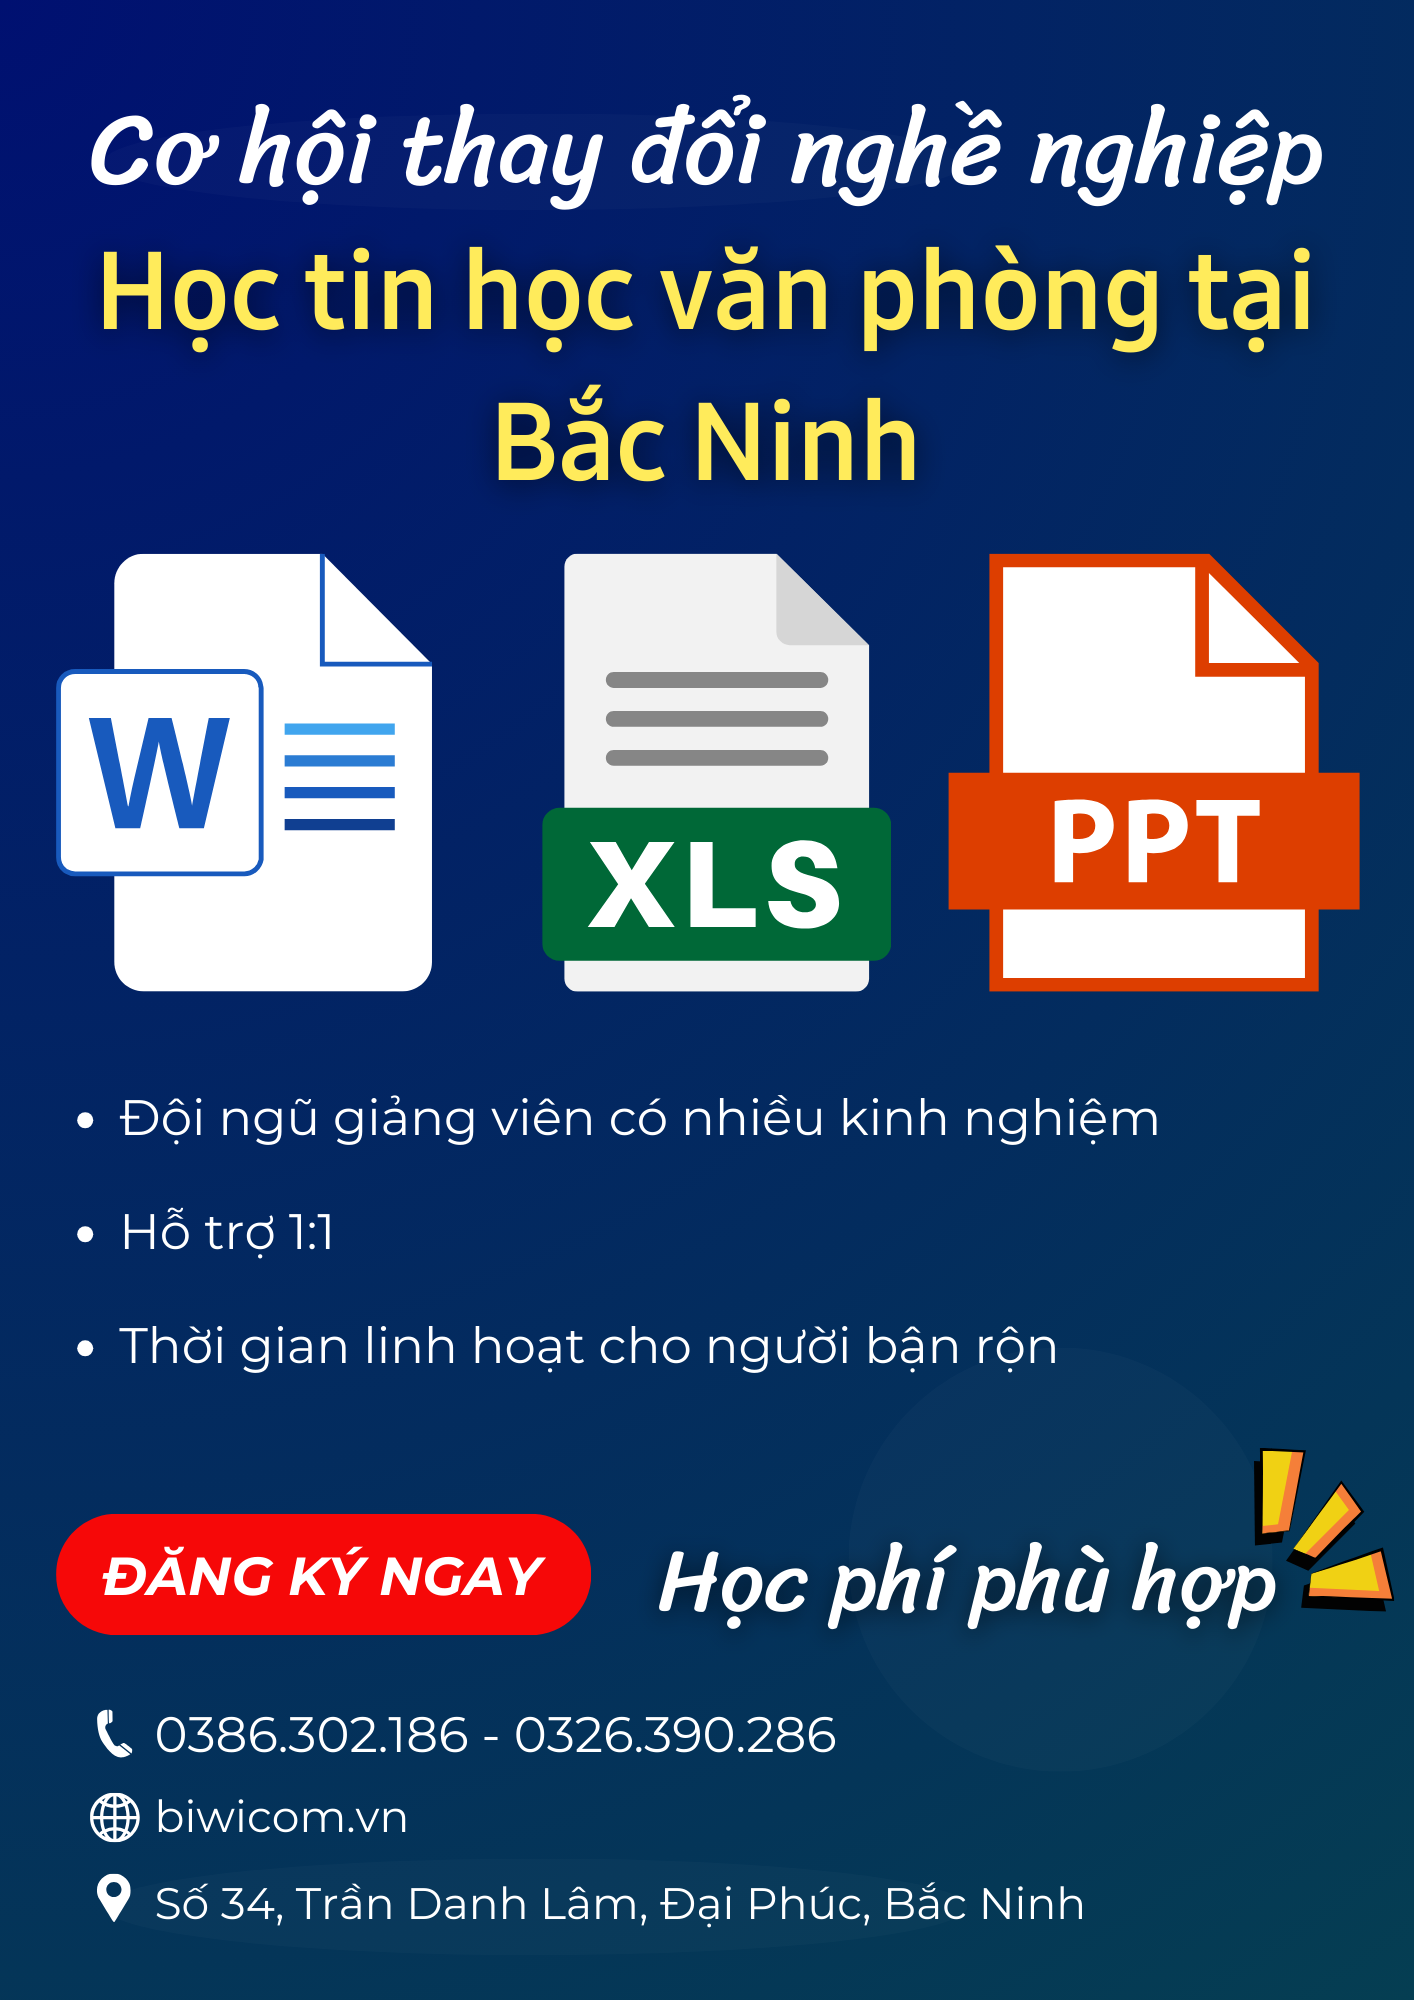 Cơ hội thay đổi nghề nghiệp
Học tin học văn phòng tại
Bắc Ninh
W
XLS
PPT
• Đội ngũ giảng viên có nhiều kinh nghiệm
• Hỗ trợ 1:1
• Thời gian linh hoạt cho người bận rộn
ĐĂNG KÝ NGAY
Học phí phù hợp
0386.302.186 - 0326.390.286
biwicom.vn
Số 34, Trần Danh Lâm, Đại Phúc, Bắc Ninh